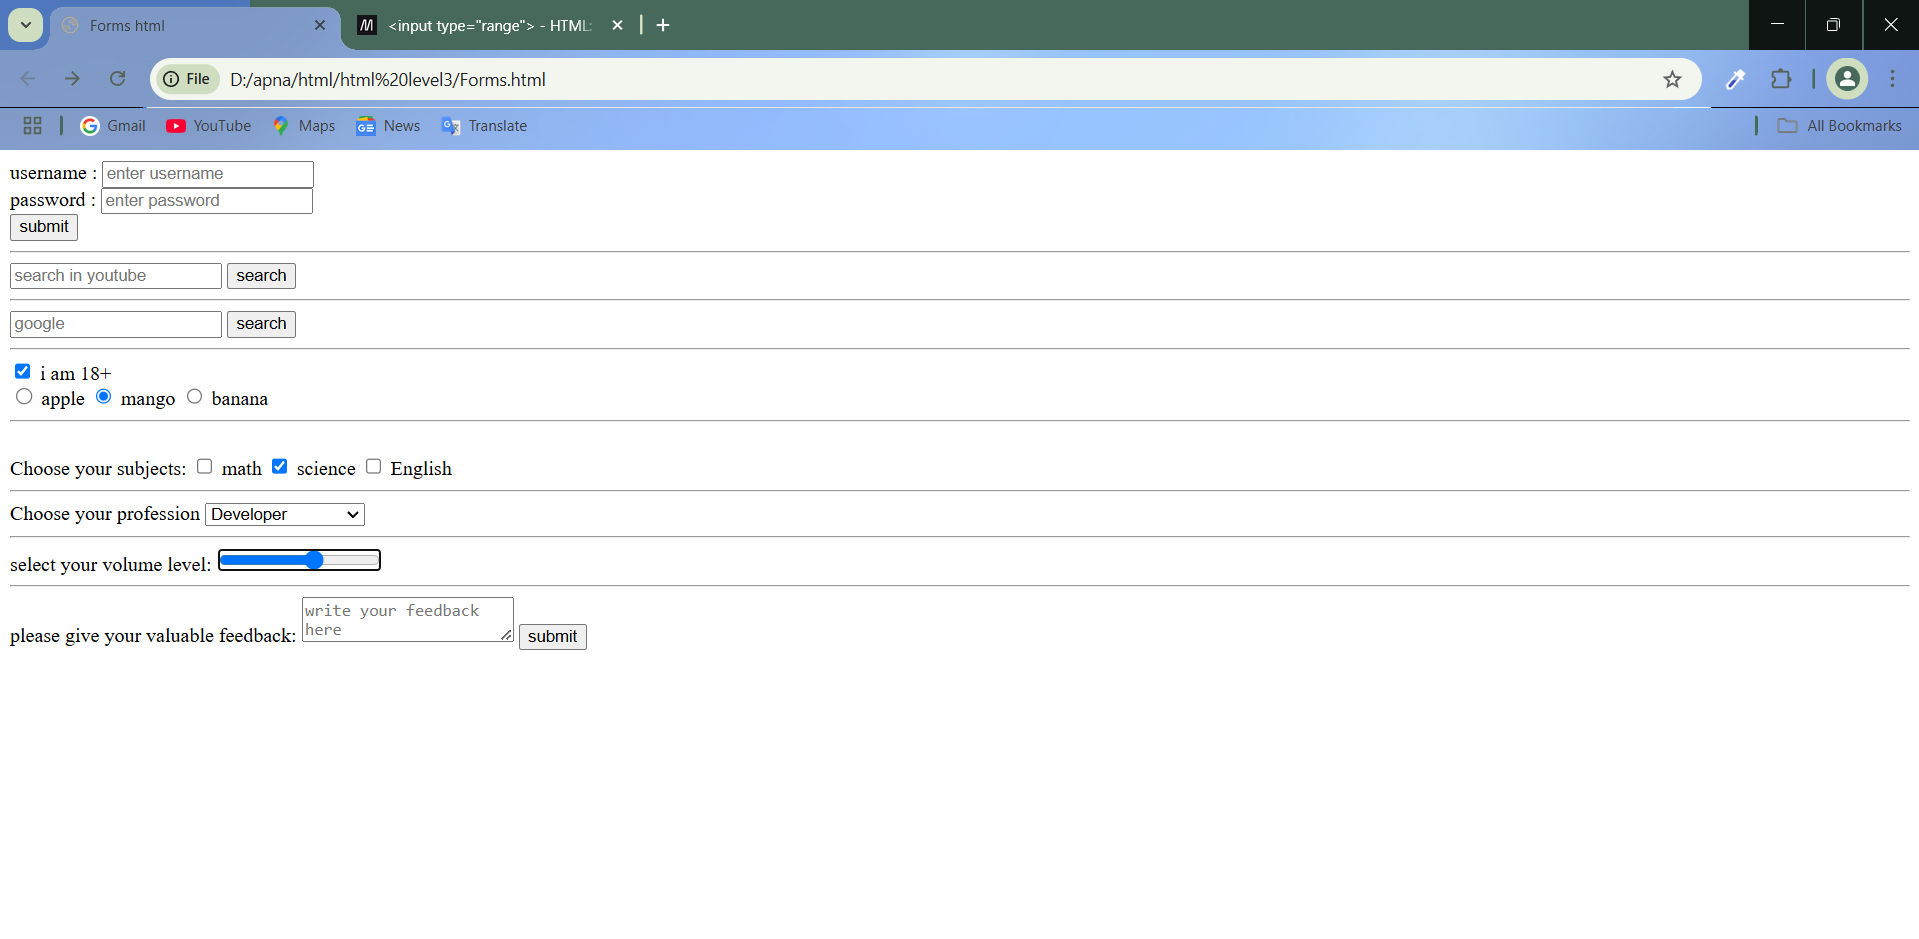 Forms html
<input type="range"> - HTML:
File D:/apna/html/html%20level3/Forms.html
Gmail YouTube Maps News Translate All Bookmarks
username : enter username
password : enter password
submit
search in youtube search
google search
i am 18+
apple mango banana
Choose your subjects: math science English
Choose your profession Developer
select your volume level:
please give your valuable feedback: write your feedback
here
submit